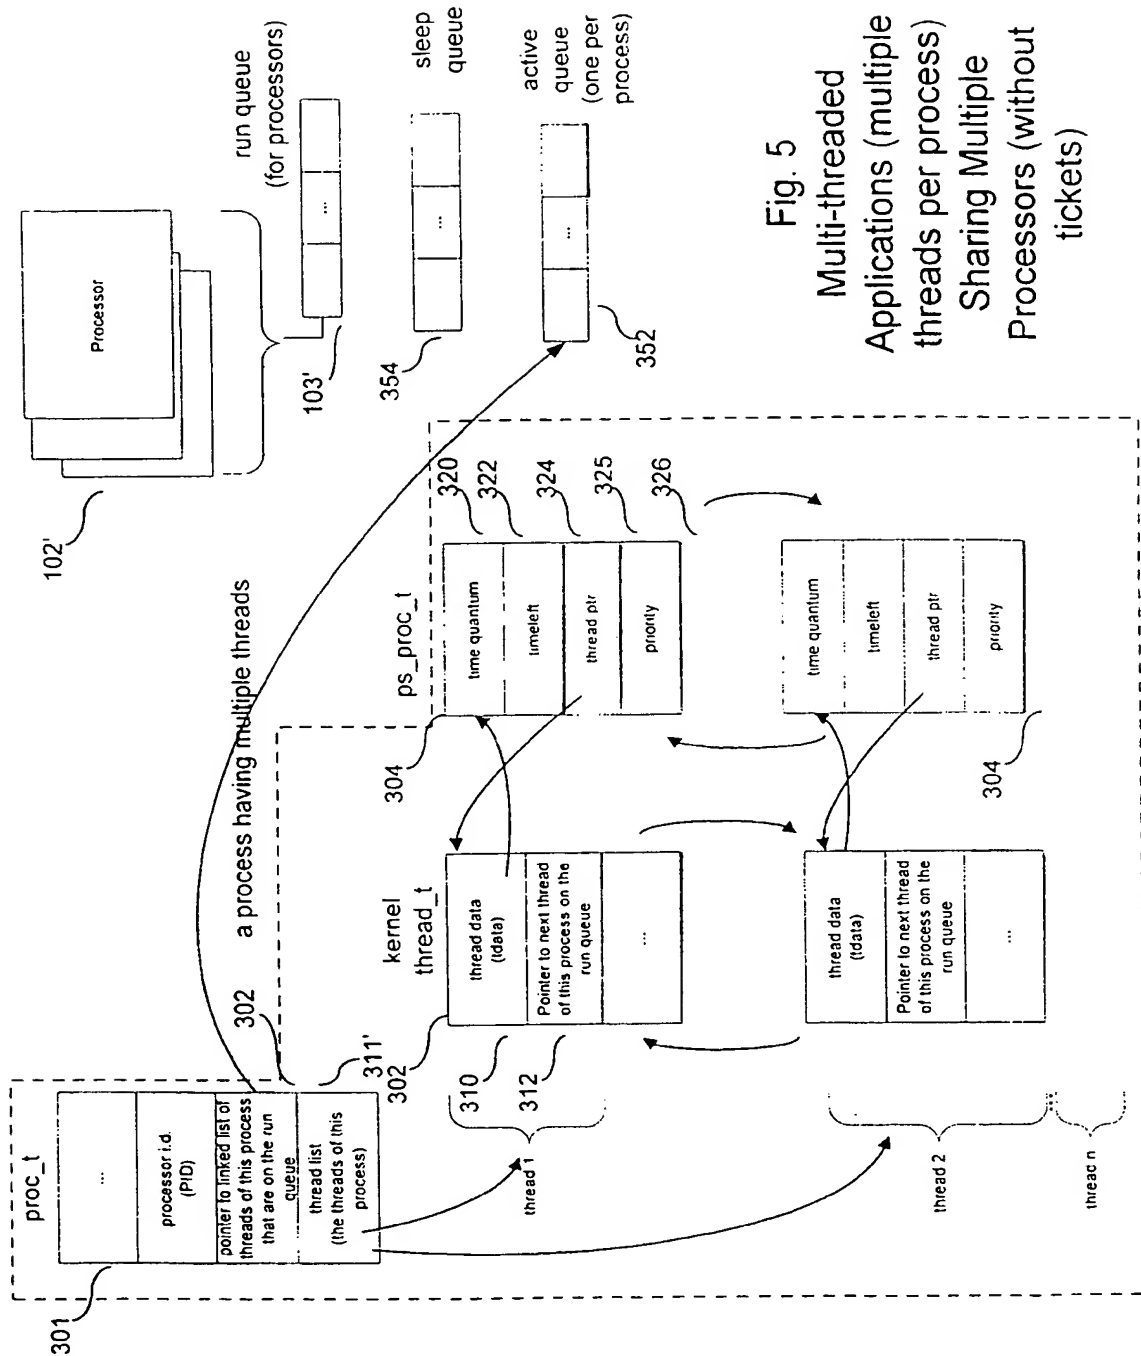 102'
Processor
run queue
(for processors)
...
103'
sleep
queue
354
active
queue
(one per
process)
...
352
proc_t
301
...
processor i.d.
(PID)
pointer to linked list of
threads of this process
that are on the run
queue
thread list
(the threads of this
process)
302
311'
a process having multiple threads
kernel
thread_t
302
thread data
(tdata)
Pointer to next thread
of this process on the
run queue
...
310
312
thread 1
ps_proc_t
304
time quantum
timeleft
thread ptr
priority
320
322
324
325
326
thread data
(tdata)
Pointer to next thread
of this process on the
run queue
...
thread 2
time quantum
timeleft
thread ptr
priority
304
...
thread n
Fig. 5
Multi-threaded
Applications (multiple
threads per process)
Sharing Multiple
Processors (without
tickets)